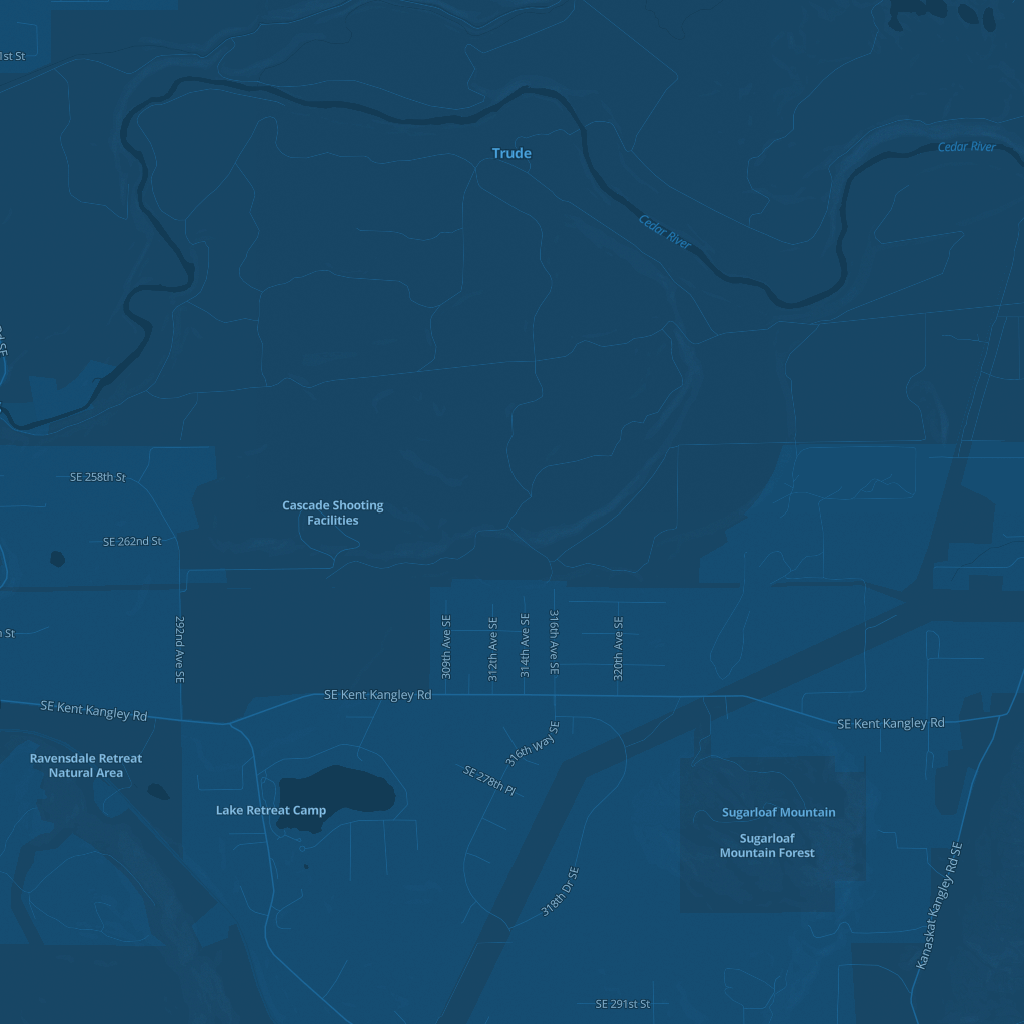 1st St
Trude
Cedar River
Cedar River
Rd SE
SE 258th St
Cascade Shooting
Facilities
SE 262nd St
292nd Ave SE
309th Ave SE
312th Ave SE
314th Ave SE
316th Ave SE
320th Ave SE
St
SE Kent Kangley Rd
SE Kent Kangley Rd
SE Kent Kangley Rd
316th Way SE
SE 278th Pl
Ravensdale Retreat
Natural Area
Lake Retreat Camp
Sugarloaf Mountain
Sugarloaf
Mountain Forest
318th Dr SE
Kanaskat Kangley Rd SE
SE 291st St